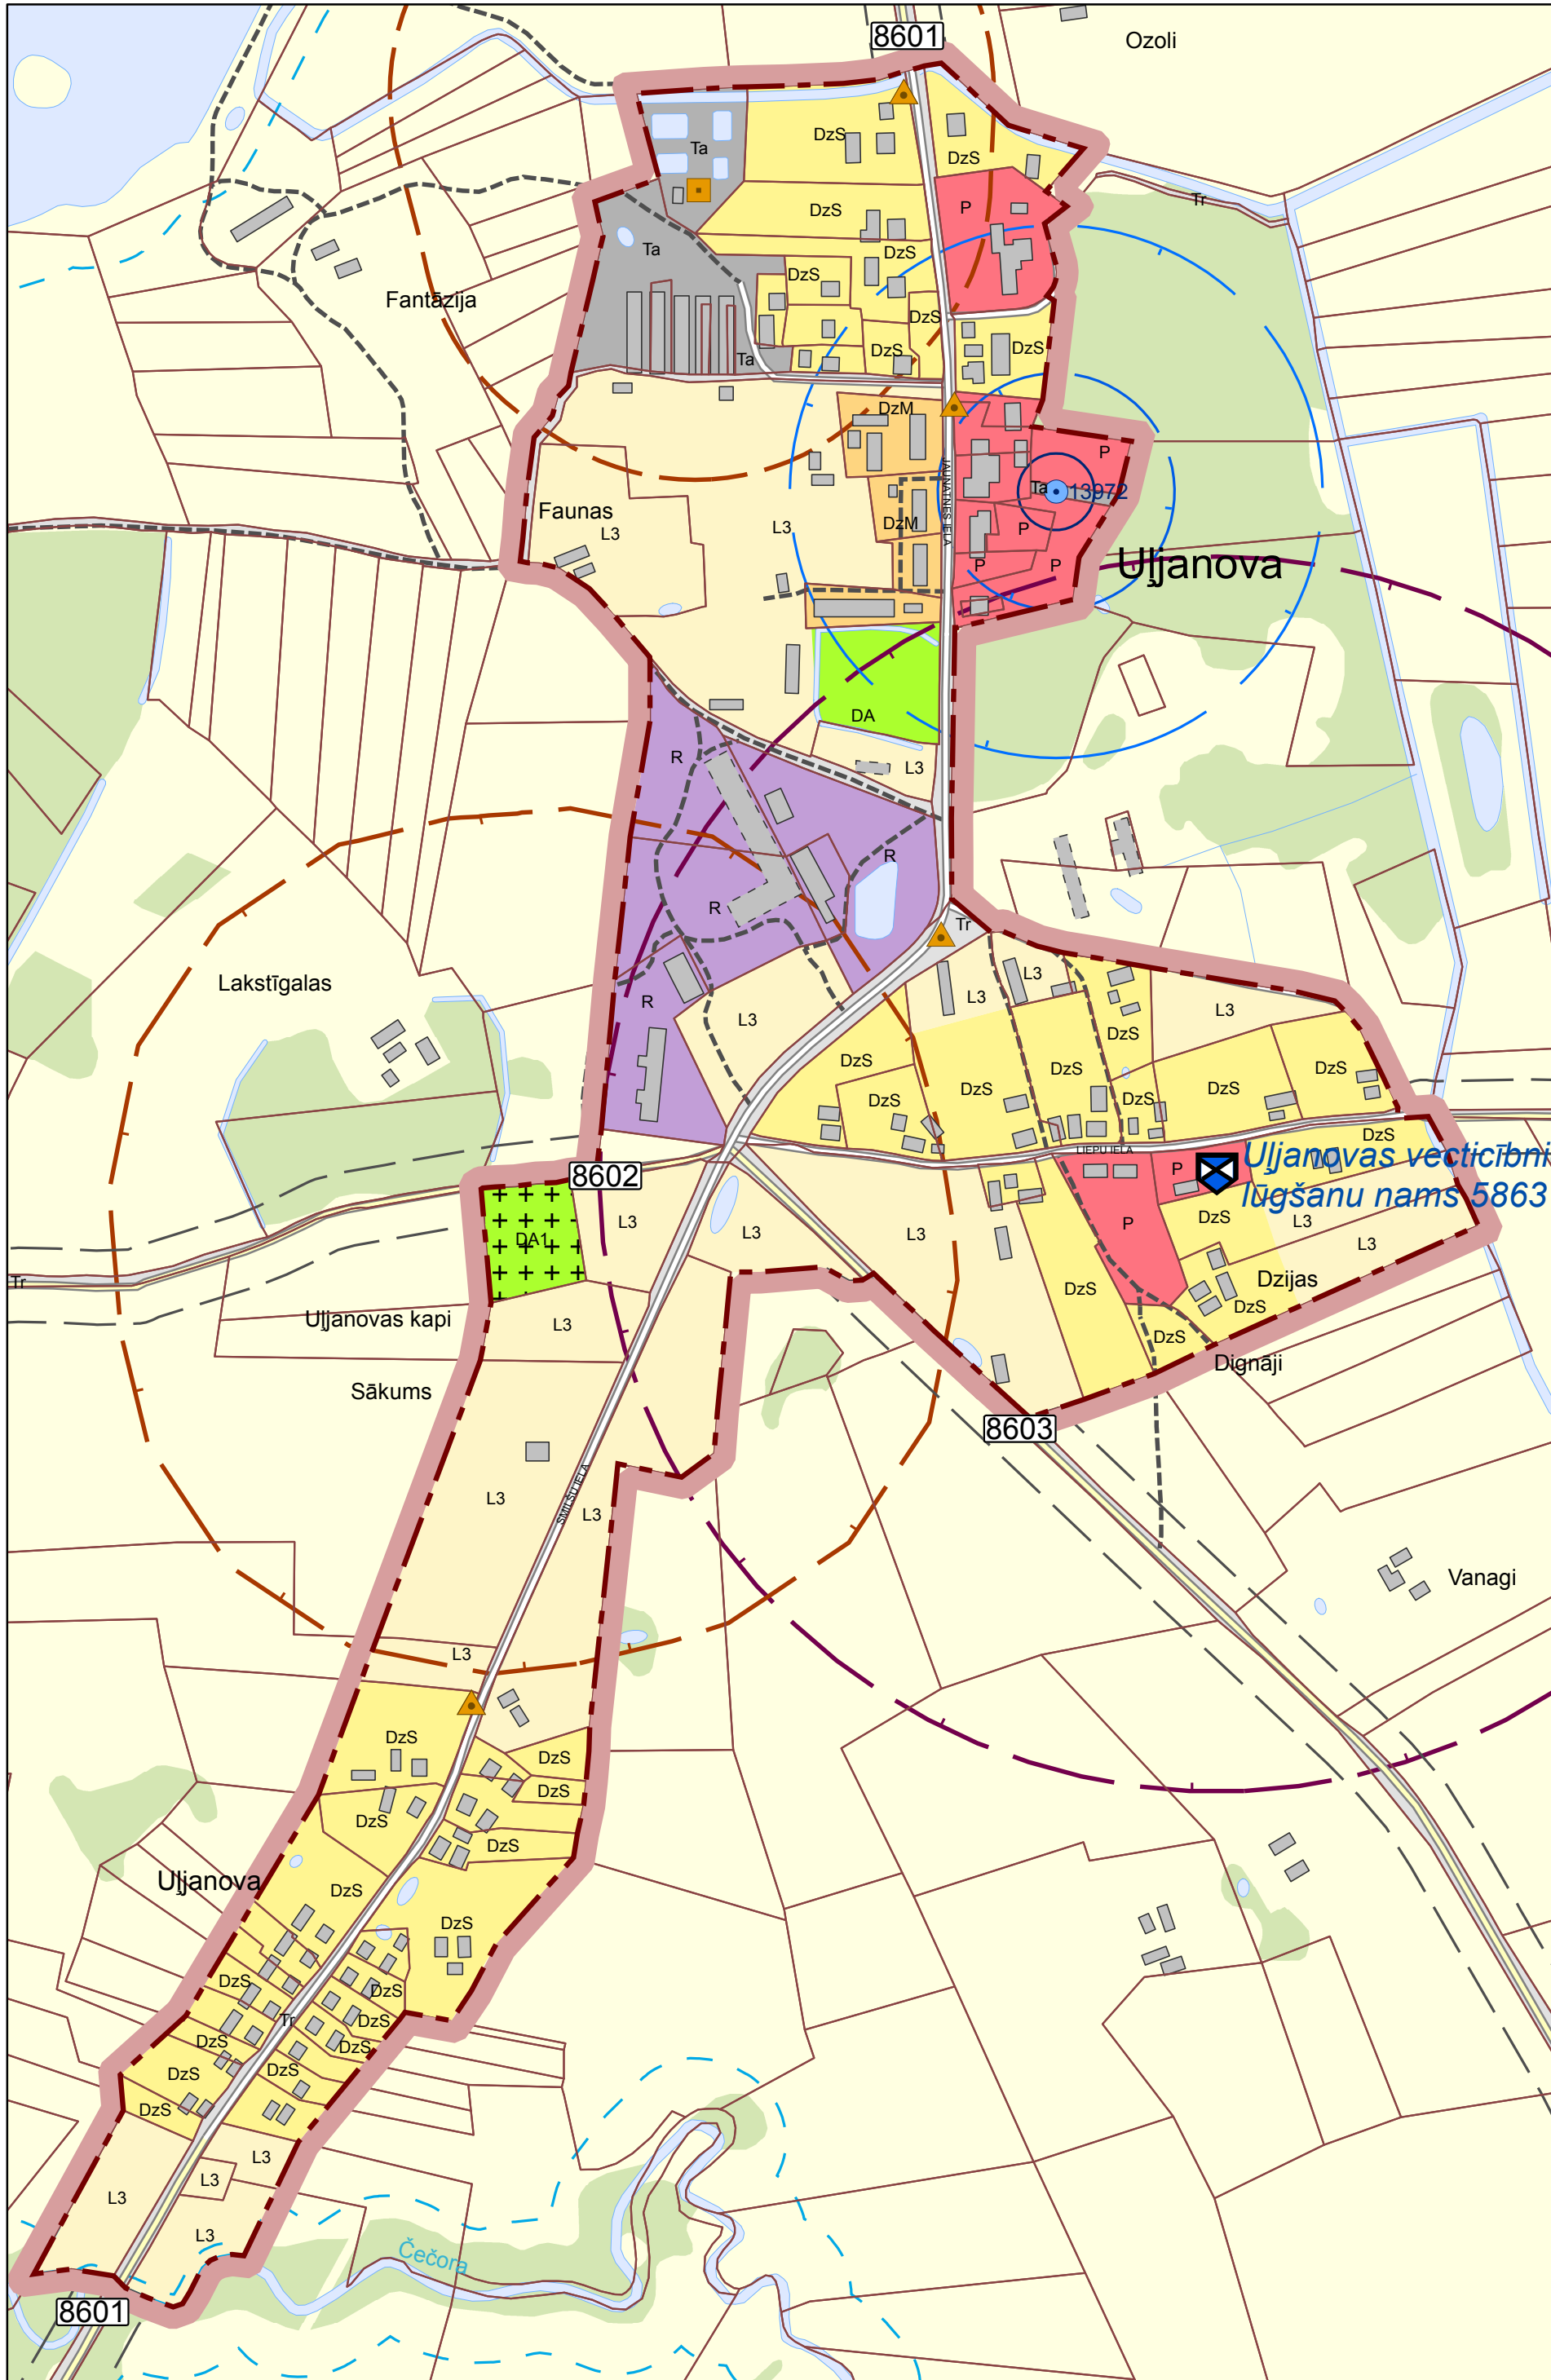 8601
Ozoli
DzS
Ta
DzS
Tr
P
DzS
Ta
DzS
DzS
Fantāzija
DzS
DzS
DzS
Ta
DzM
P
Ta
13972
Faunas
L3
L3
DzM
P
JAUNATNES IELA
P
P
Uļjanova
DA
R
L3
R
R
Tr
L3
L3
Lakstīgalas
R
L3
L3
DzS
DzS
DzS
DzS
DzS
DzS
DzS
DzS
DzS
LIEPU IELA
Uļjanovas vecticībni
lūgšanu nams 5863
8602
P
DzS
L3
P
L3
DA1
L3
L3
L3
Tr
DzS
Dzijas
DzS
Uļjanovas kapi
L3
DzS
Dignāji
Sākums
8603
L3
SMILŠU IELA
L3
Vanagi
L3
DzS
DzS
DzS
DzS
DzS
Uļjanova
DzS
DzS
DzS
DzS
Tr
DzS
DzS
DzS
DzS
DzS
DzS
L3
L3
L3
L3
Čečora
8601